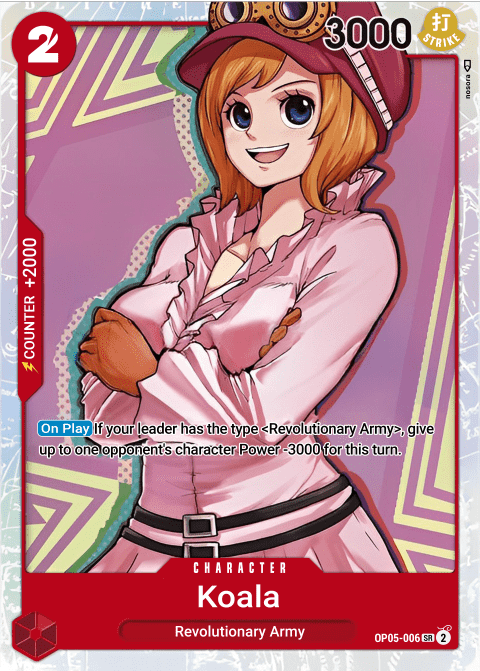 2
3000
打
STRIKE
nosora
COUNTER +2000
On Play If your leader has the type <Revolutionary Army>, give
up to one opponent's character Power -3000 for this turn.
CHARACTER
Koala
Revolutionary Army
OP05-006 SR 2